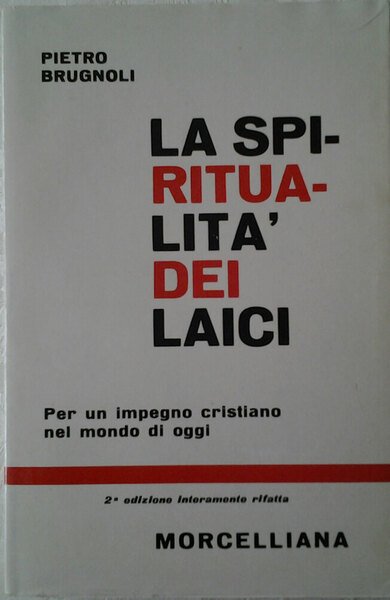 PIETRO
BRUGNOLI
LA SPI-
RITUA-
LITA'
DEI
LAICI
Per un impegno cristiano
nel mondo di oggi
2ª edizione interamente rifatta
MORCELLIANA